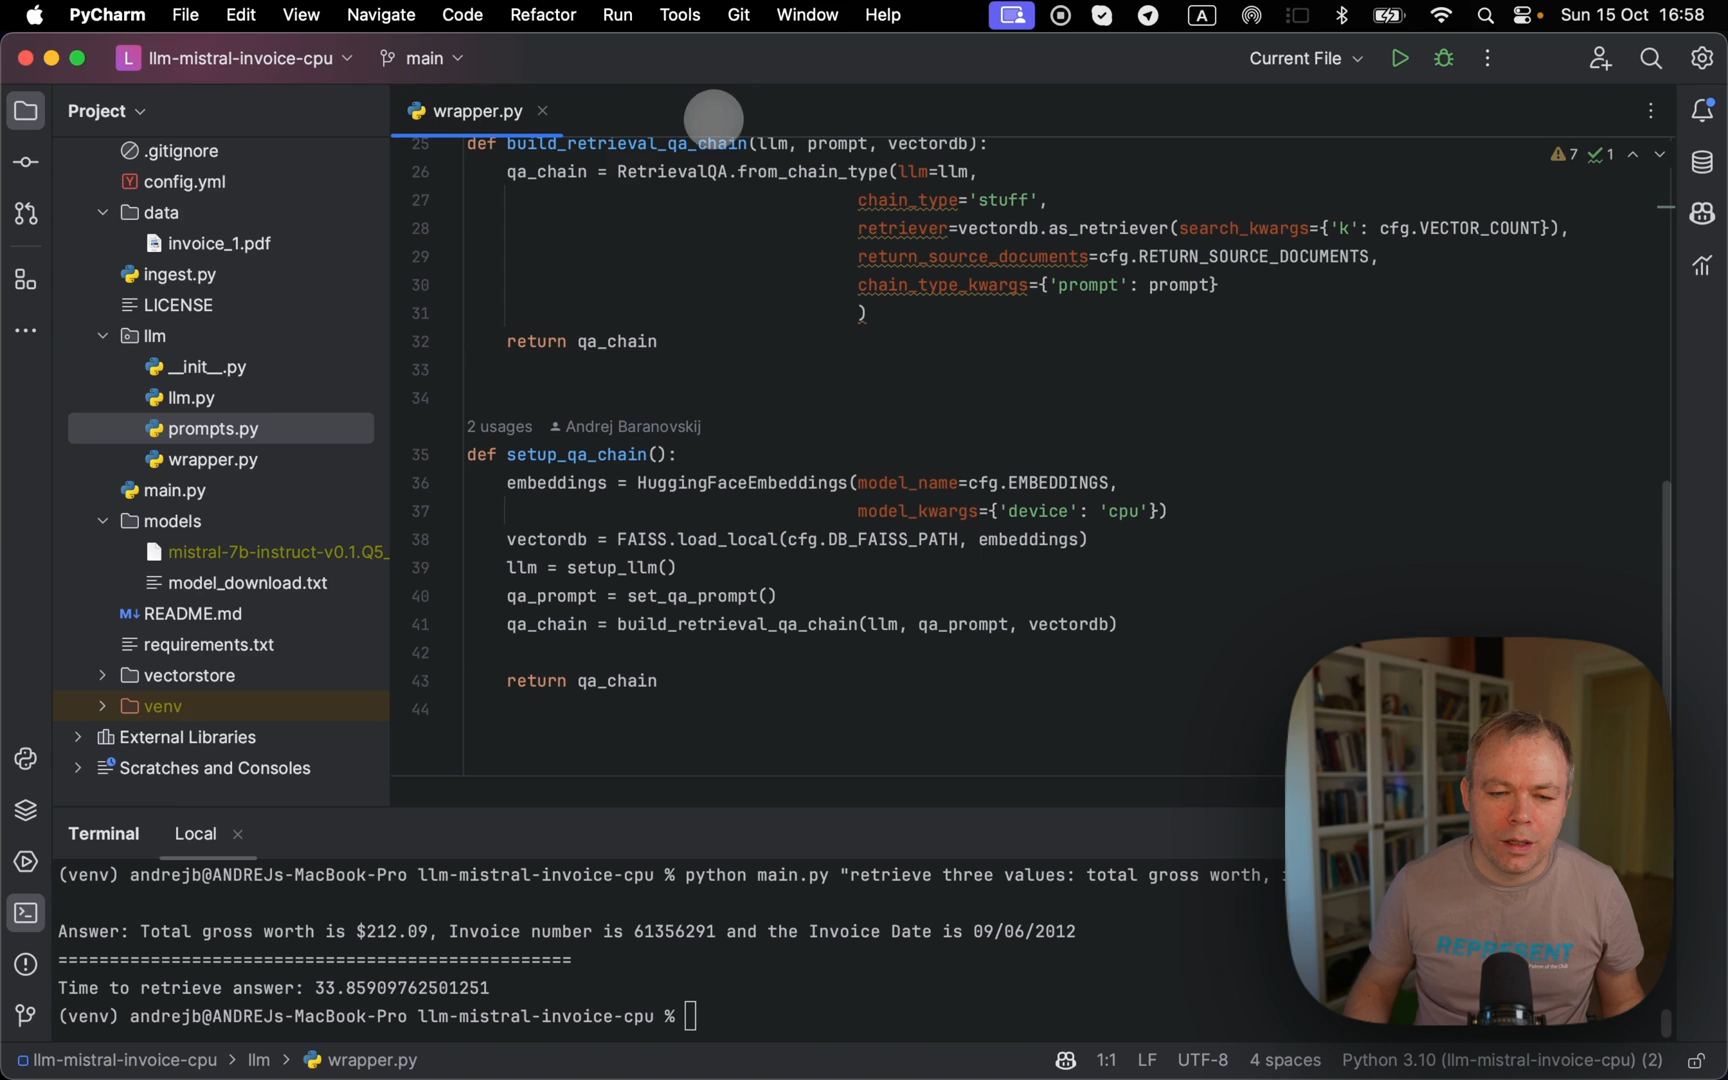 PyCharm File Edit View Navigate Code Refactor Run Tools Git Window Help A Sun 15 Oct 16:58
L llm-mistral-invoice-cpu main Current File
Project wrapper.py
.gitignore
config.yml
data
invoice_1.pdf
ingest.py
LICENSE
llm
__init__.py
llm.py
prompts.py
wrapper.py
main.py
models
mistral-7b-instruct-v0.1.Q5_
model_download.txt
M↓ README.md
requirements.txt
vectorstore
venv
External Libraries
Scratches and Consoles
7 1
25 def build_retrieval_qa_chain(llm, prompt, vectordb):
26 qa_chain = RetrievalQA.from_chain_type(llm=llm,
27 chain_type='stuff',
28 retriever=vectordb.as_retriever(search_kwargs={'k': cfg.VECTOR_COUNT}),
29 return_source_documents=cfg.RETURN_SOURCE_DOCUMENTS,
30 chain_type_kwargs={'prompt': prompt}
31 )
32 return qa_chain
33
34
2 usages Andrej Baranovskij
35 def setup_qa_chain():
36 embeddings = HuggingFaceEmbeddings(model_name=cfg.EMBEDDINGS,
37 model_kwargs={'device': 'cpu'})
38 vectordb = FAISS.load_local(cfg.DB_FAISS_PATH, embeddings)
39 llm = setup_llm()
40 qa_prompt = set_qa_prompt()
41 qa_chain = build_retrieval_qa_chain(llm, qa_prompt, vectordb)
42
43 return qa_chain
44
Terminal Local
(venv) andrejb@ANDREJs-MacBook-Pro llm-mistral-invoice-cpu % python main.py "retrieve three values: total gross worth,
Answer: Total gross worth is $212.09, Invoice number is 61356291 and the Invoice Date is 09/06/2012
==================================================
Time to retrieve answer: 33.85909762501251
(venv) andrejb@ANDREJs-MacBook-Pro llm-mistral-invoice-cpu %
REPRESENT
llm-mistral-invoice-cpu > llm > wrapper.py 1:1 LF UTF-8 4 spaces Python 3.10 (llm-mistral-invoice-cpu) (2)